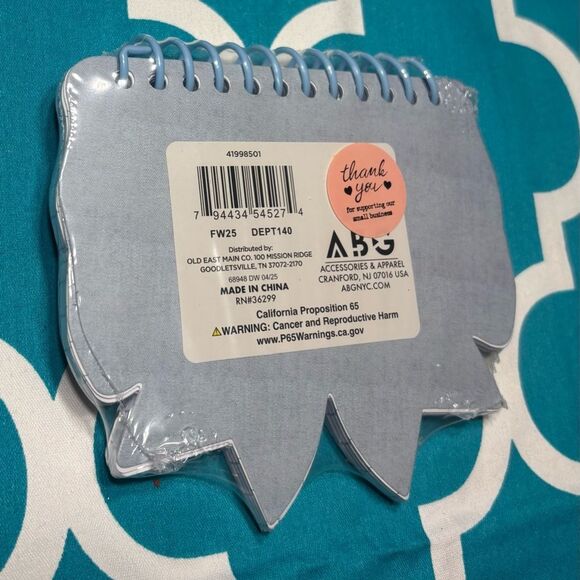 41998501
7 94434 54527 4
FW25 DEPT140
Distributed by:
OLD EAST MAIN CO. 100 MISSION RIDGE
GOODLETSVILLE, TN 37072-2170
68948 DW 04/25
MADE IN CHINA
RN#36299
thank
you
for supporting our
small business
ABG
ACCESSORIES & APPAREL
CRANFORD, NJ 07016 USA
ABGNYC.COM
California Proposition 65
⚠WARNING: Cancer and Reproductive Harm
www.P65Warnings.ca.gov